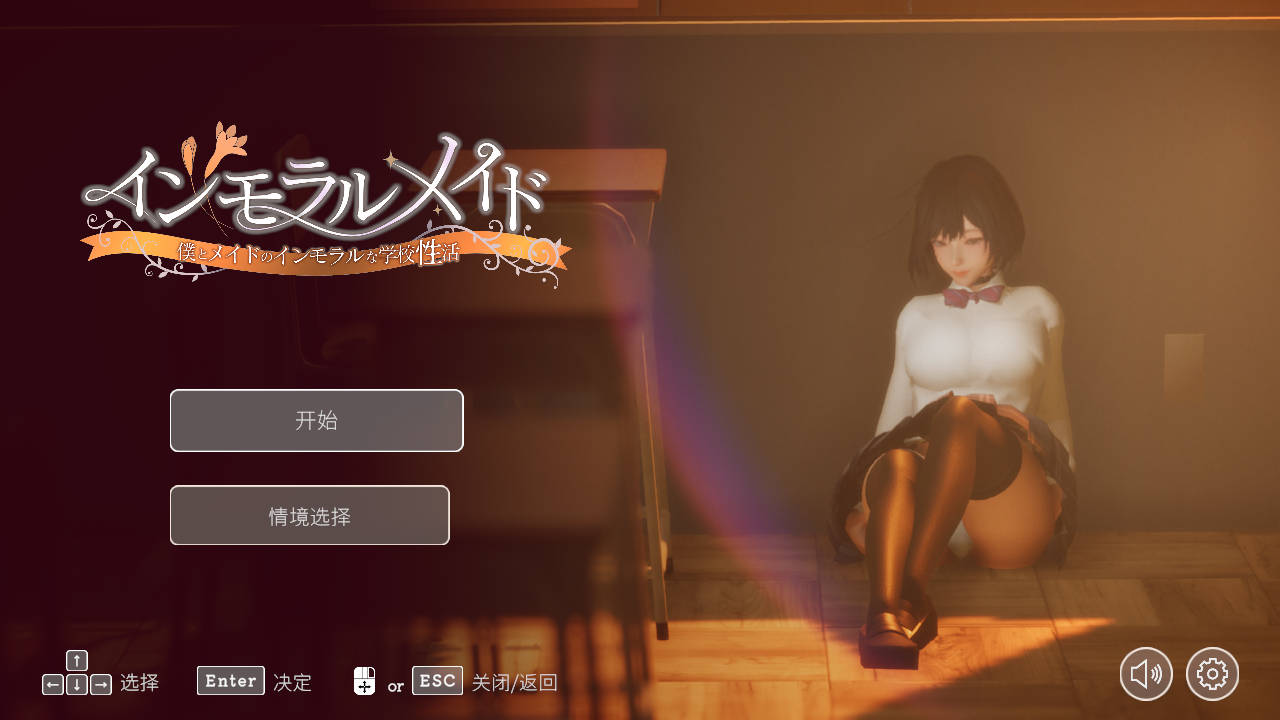 インモラルメイド
僕とメイドのインモラルな学校性活
开始
情境选择
↑
← ↓ → 选择 Enter 决定 or ESC 关闭/返回